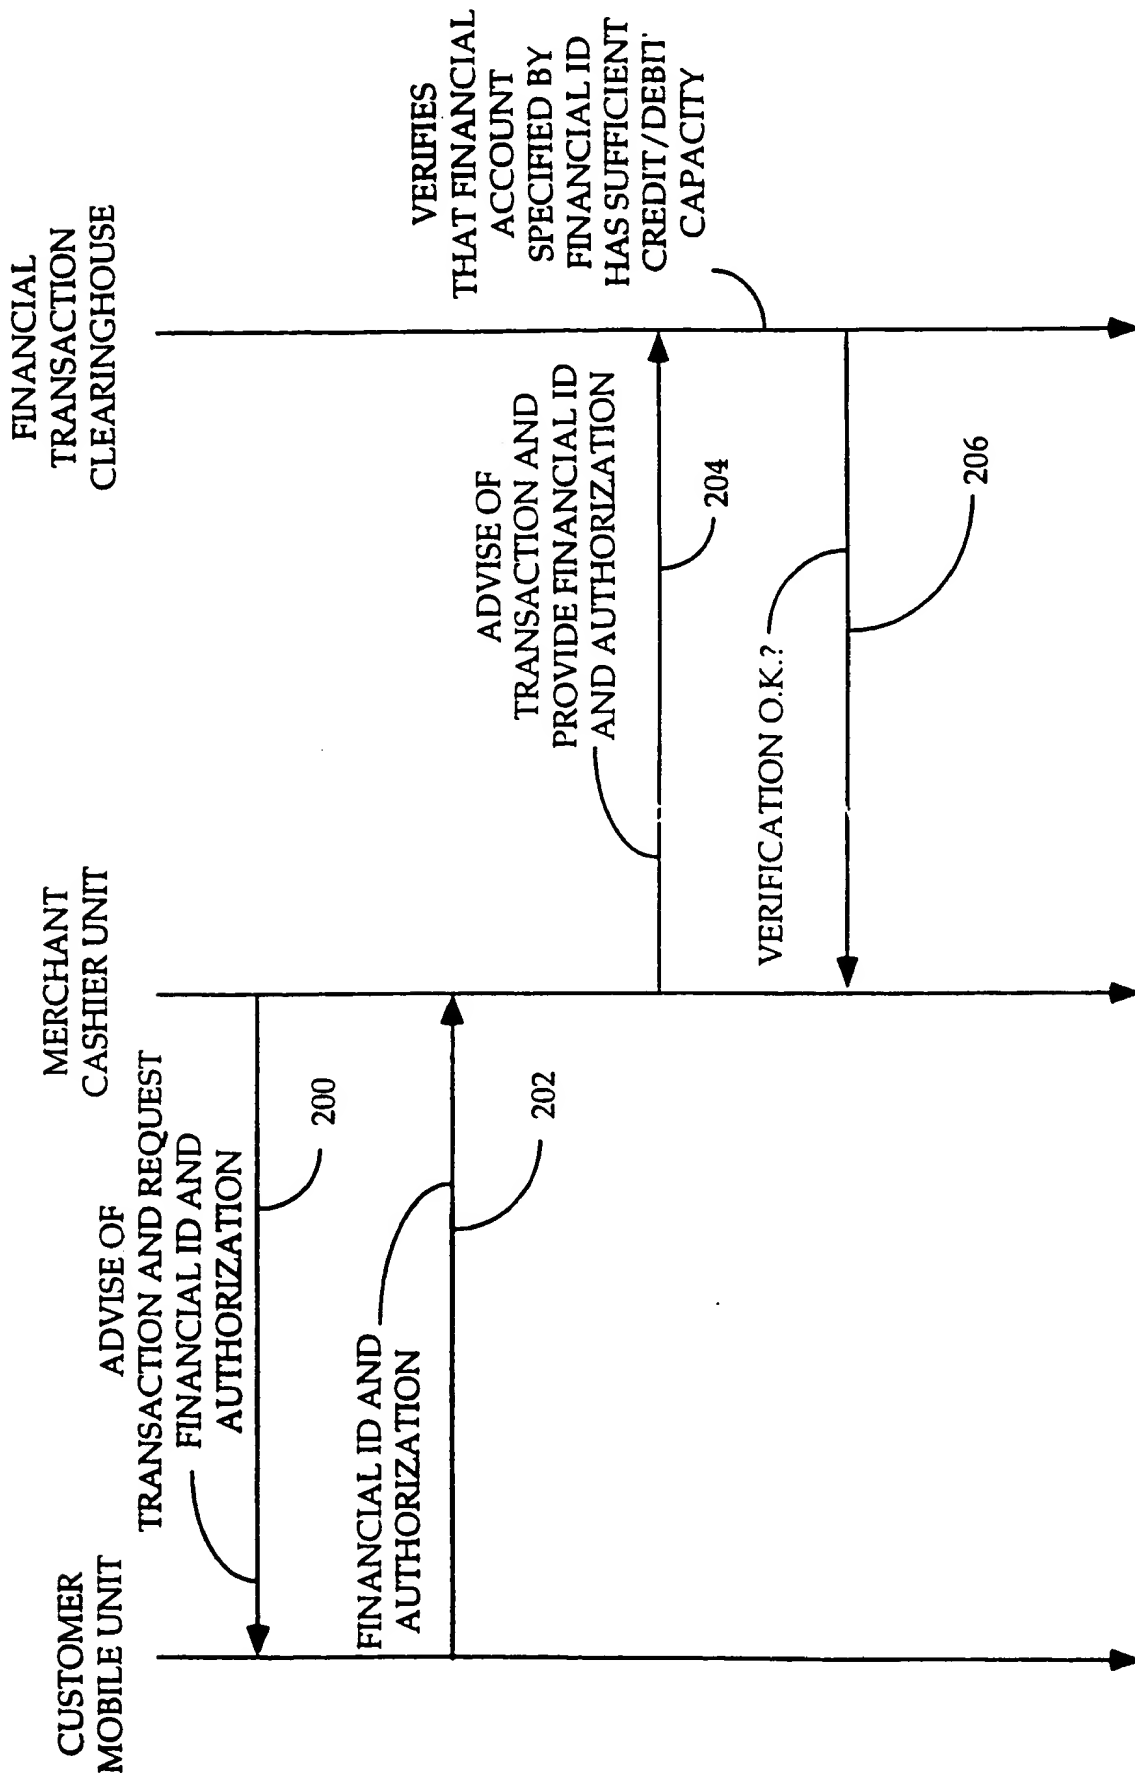 CUSTOMER
MOBILE UNIT
MERCHANT
CASHIER UNIT
FINANCIAL
TRANSACTION
CLEARINGHOUSE
ADVISE OF
TRANSACTION AND REQUEST
FINANCIAL ID AND
AUTHORIZATION
200
FINANCIAL ID AND
AUTHORIZATION
202
ADVISE OF
TRANSACTION AND
PROVIDE FINANCIAL ID
AND AUTHORIZATION
204
VERIFIES
THAT FINANCIAL
ACCOUNT
SPECIFIED BY
FINANCIAL ID
HAS SUFFICIENT
CREDIT/DEBIT
CAPACITY
VERIFICATION O.K.?
206